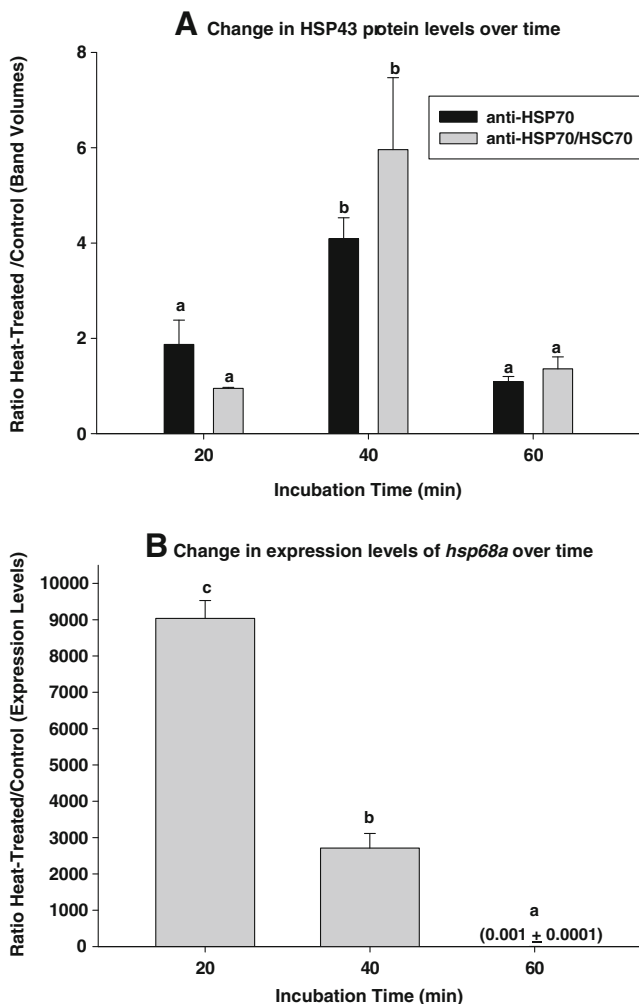 A Change in HSP43 protein levels over time
Ratio Heat-Treated /Control (Band Volumes)
8
6
4
2
0
anti-HSP70
anti-HSP70/HSC70
a
a
b
b
a
a
20 40 60
Incubation Time (min)
B Change in expression levels of hsp68a over time
Ratio Heat-Treated/Control (Expression Levels)
10000
9000
8000
7000
6000
5000
4000
3000
2000
1000
0
c
b
a
(0.001 ± 0.0001)
20 40 60
Incubation Time (min)